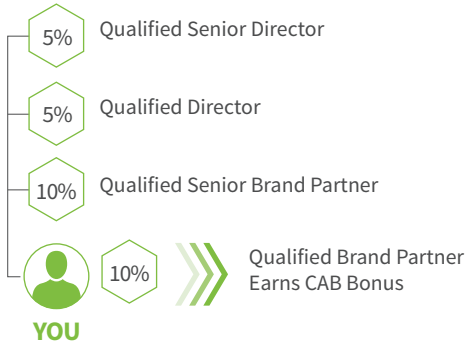 5%
Qualified Senior Director
5%
Qualified Director
10%
Qualified Senior Brand Partner
10%
Qualified Brand Partner
Earns CAB Bonus
YOU